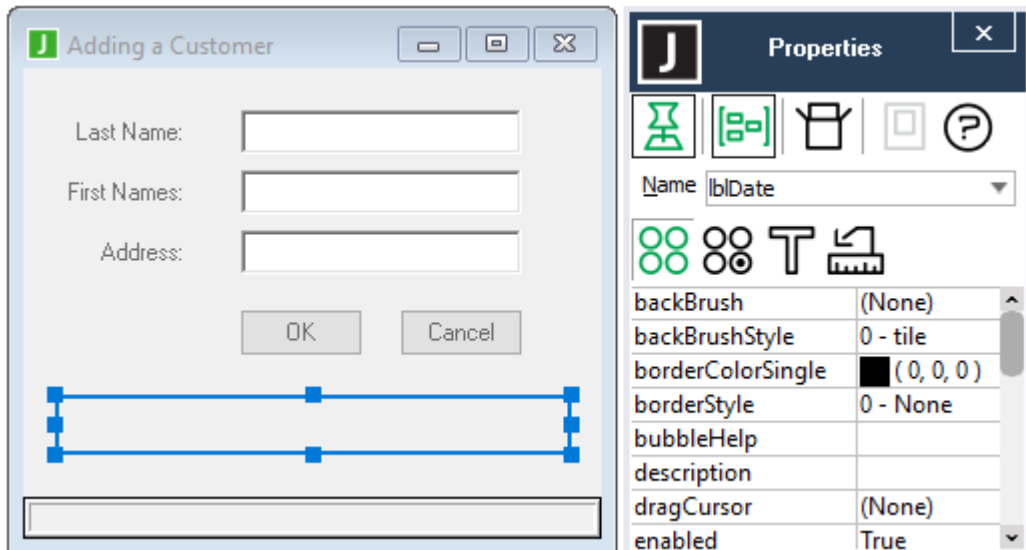 J Adding a Customer
Last Name:
First Names:
Address:
OK Cancel
J Properties
Name lblDate
backBrush (None)
backBrushStyle 0 - tile
borderColorSingle ( 0, 0, 0 )
borderStyle 0 - None
bubbleHelp
description
dragCursor (None)
enabled True